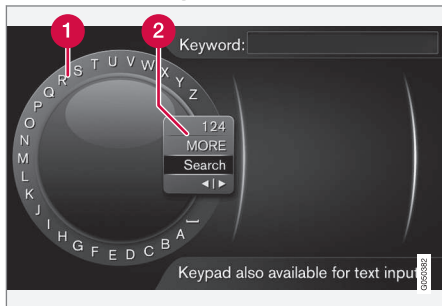 1
2
Keyword:
A B C D E F G H I J K L M N O P Q R S T U V W X Y Z
124
MORE
Search
◄|►
Keypad also available for text input
G050382